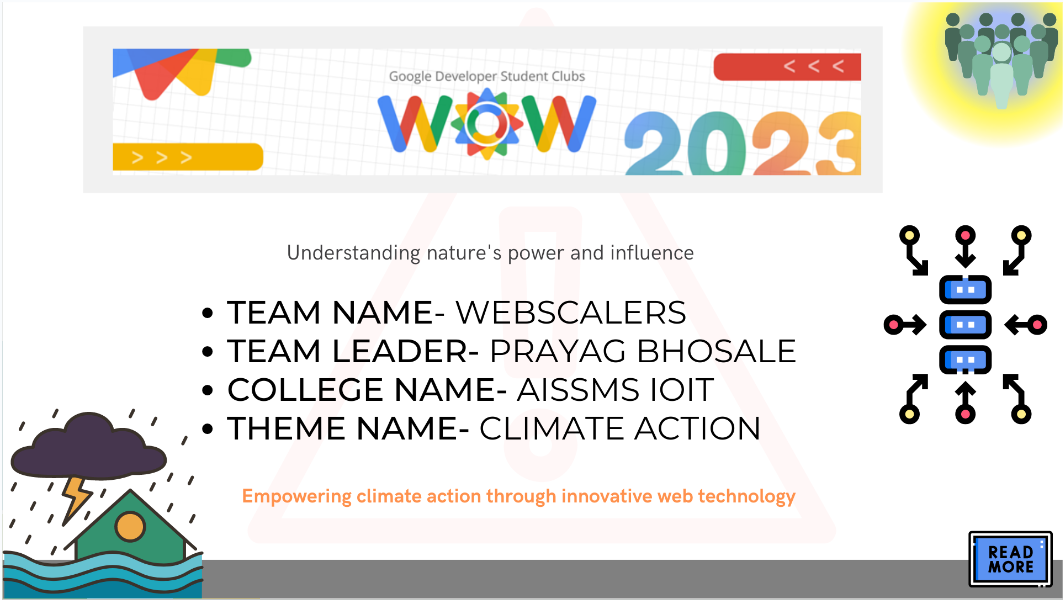 Google Developer Student Clubs
WOW
< < <
2023
> > >
Understanding nature's power and influence
• TEAM NAME- WEBSCALERS
• TEAM LEADER- PRAYAG BHOSALE
• COLLEGE NAME- AISSMS IOIT
• THEME NAME- CLIMATE ACTION
Empowering climate action through innovative web technology
READ
MORE